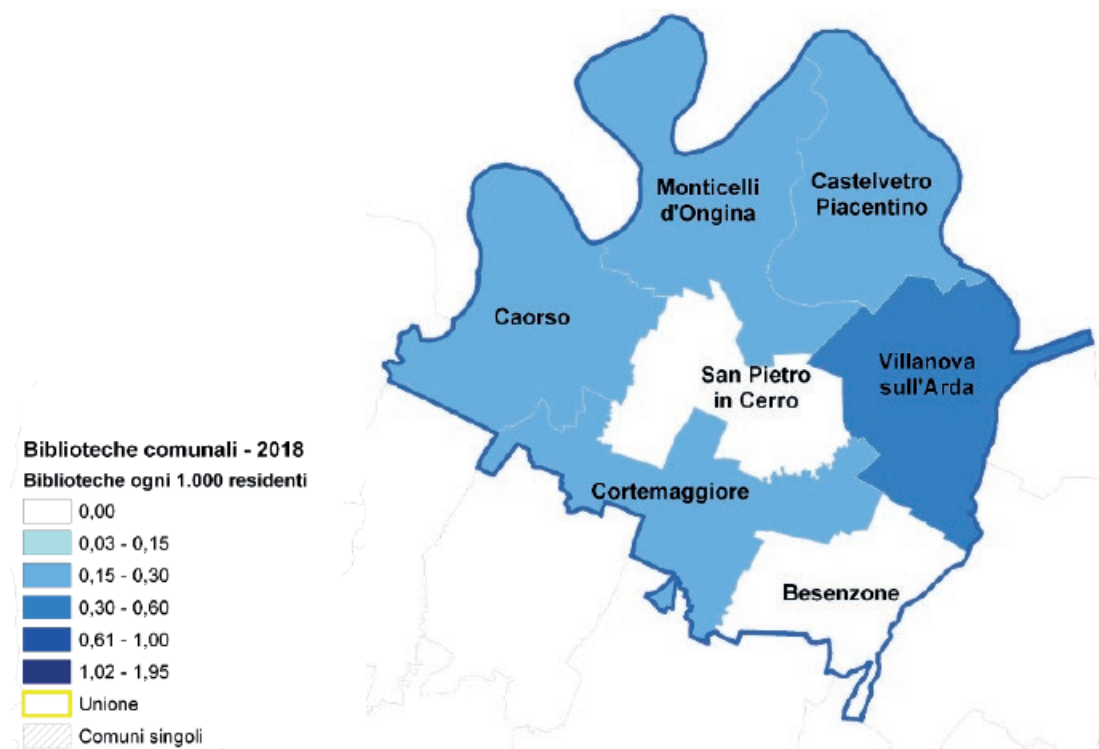 Monticelli
d'Ongina
Castelvetro
Piacentino
Caorso
Villanova
sull'Arda
San Pietro
in Cerro
Cortemaggiore
Besenzone
Biblioteche comunali - 2018
Biblioteche ogni 1.000 residenti
0,00
0,03 - 0,15
0,15 - 0,30
0,30 - 0,60
0,61 - 1,00
1,02 - 1,95
Unione
Comuni singoli